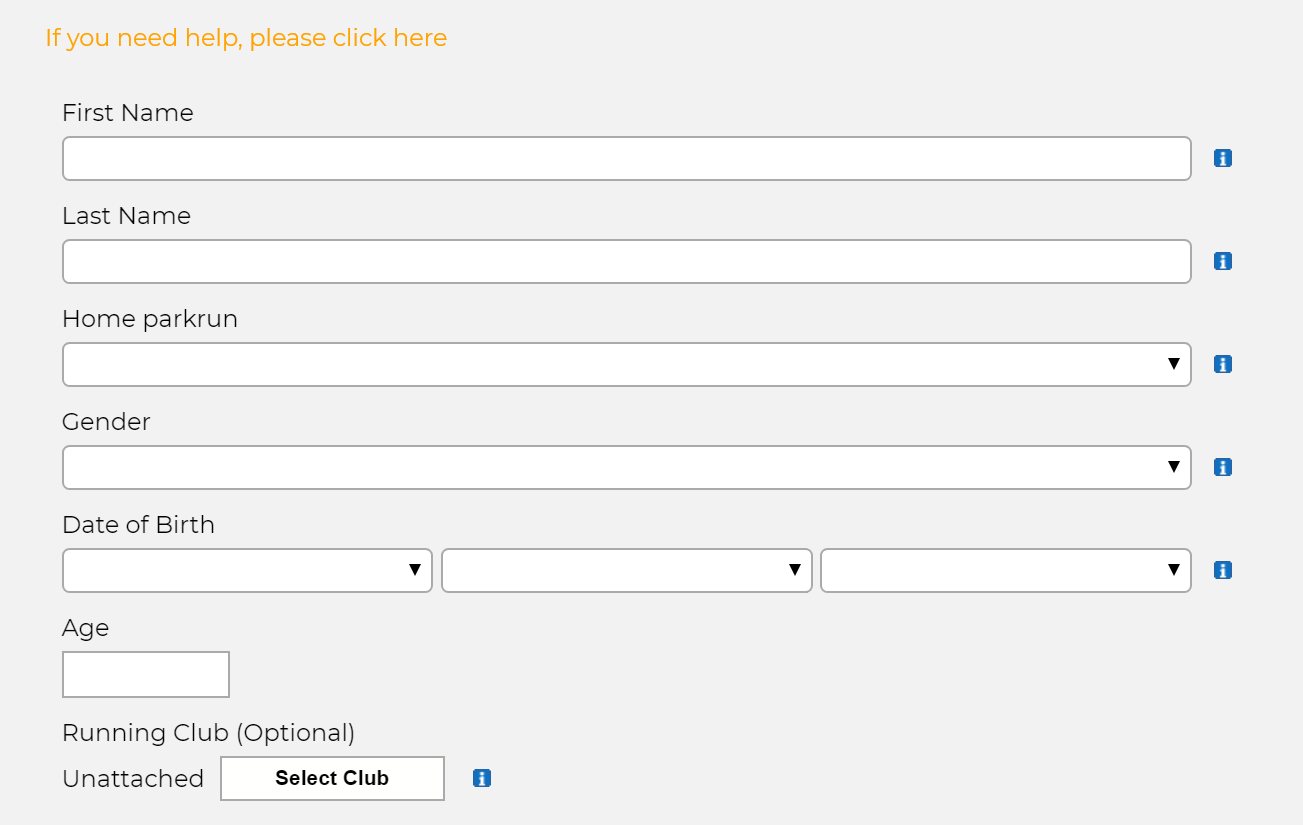 If you need help, please click here
First Name
Last Name
Home parkrun
Gender
Date of Birth
Age
Running Club (Optional)
Unattached Select Club